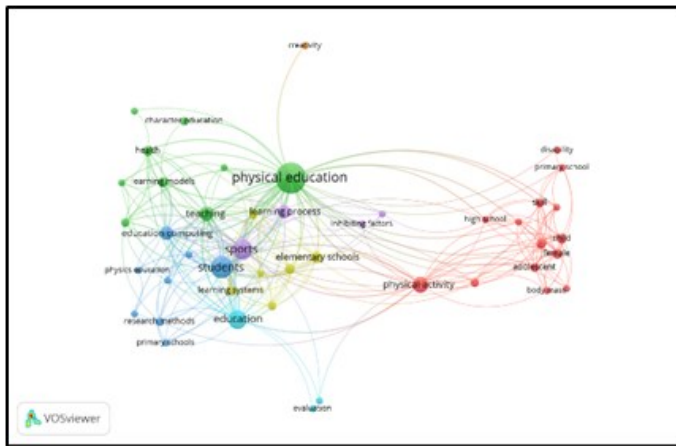 creativity
character education
health
earning models
physical education
teaching
learning process
education computing
inhibiting factors
sports
students
elementary schools
physics education
learning systems
research methods
education
primary schools
evaluation
disability
primary school
skill
high school
child
female
adolescent
physical activity
body mass
VOSviewer